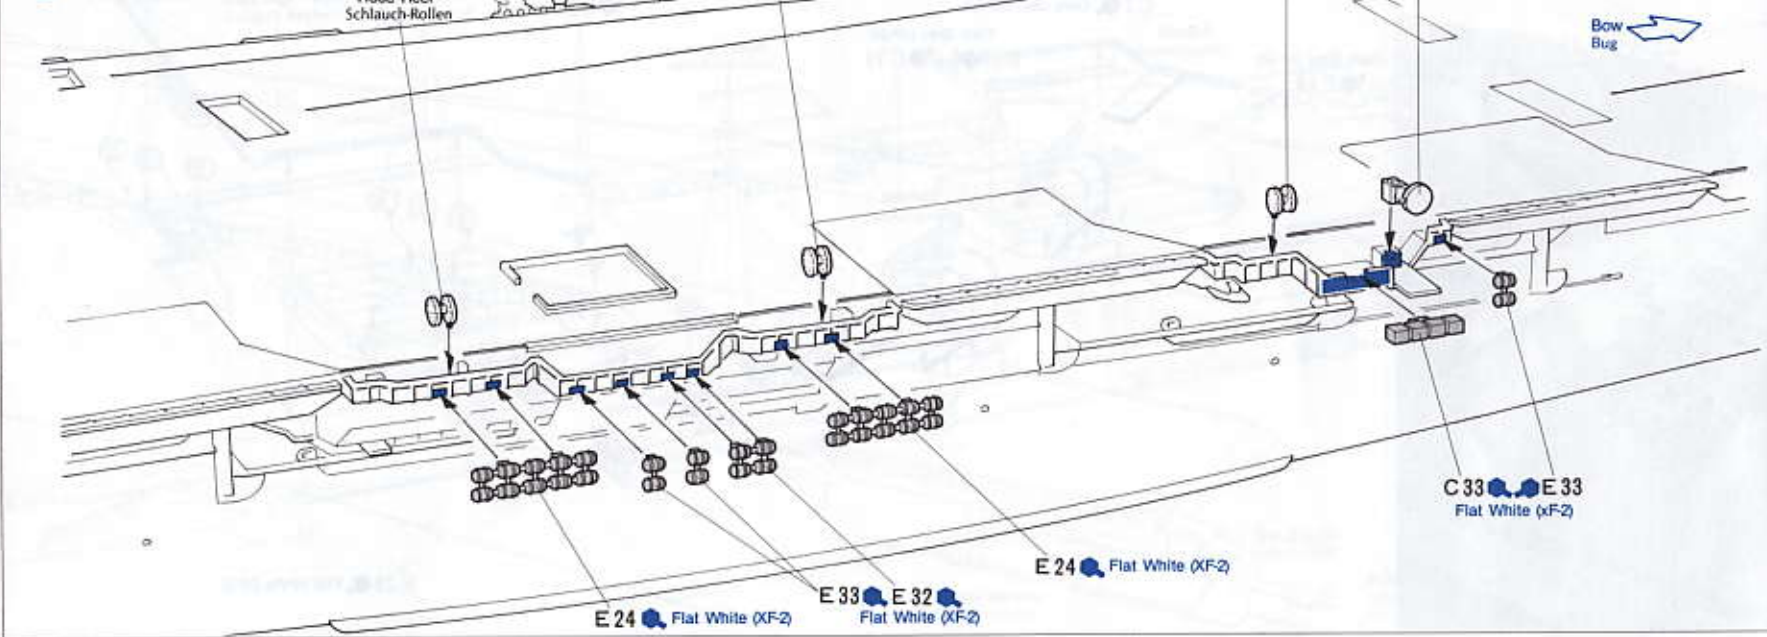 Schlauch-Rollen
Bow
Bug
C 33 E 33
Flat White (xF-2)
E 24 Flat White (XF-2)
E 33 E 32
Flat White (XF-2)
E 24 Flat White (XF-2)